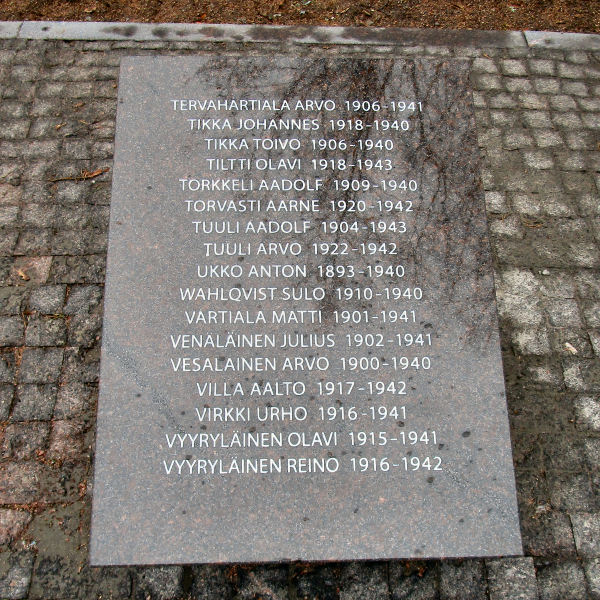 TERVAHARTIALA ARVO 1906-1941
TIKKA JOHANNES 1918-1940
TIKKA TOIVO 1906-1940
TILTTI OLAVI 1918-1943
TORKKELI AADOLF 1909-1940
TORVASTI AARNE 1920-1942
TUULI AADOLF 1904-1943
TUULI ARVO 1922-1942
UKKO ANTON 1893-1940
WAHLQVIST SULO 1910-1940
VARTIALA MATTI 1901-1941
VENÄLÄINEN JULIUS 1902-1941
VESALAINEN ARVO 1900-1940
VILLA AALTO 1917-1942
VIRKKI URHO 1916-1941
VYYRYLÄINEN OLAVI 1915-1941
VYYRYLÄINEN REINO 1916-1942